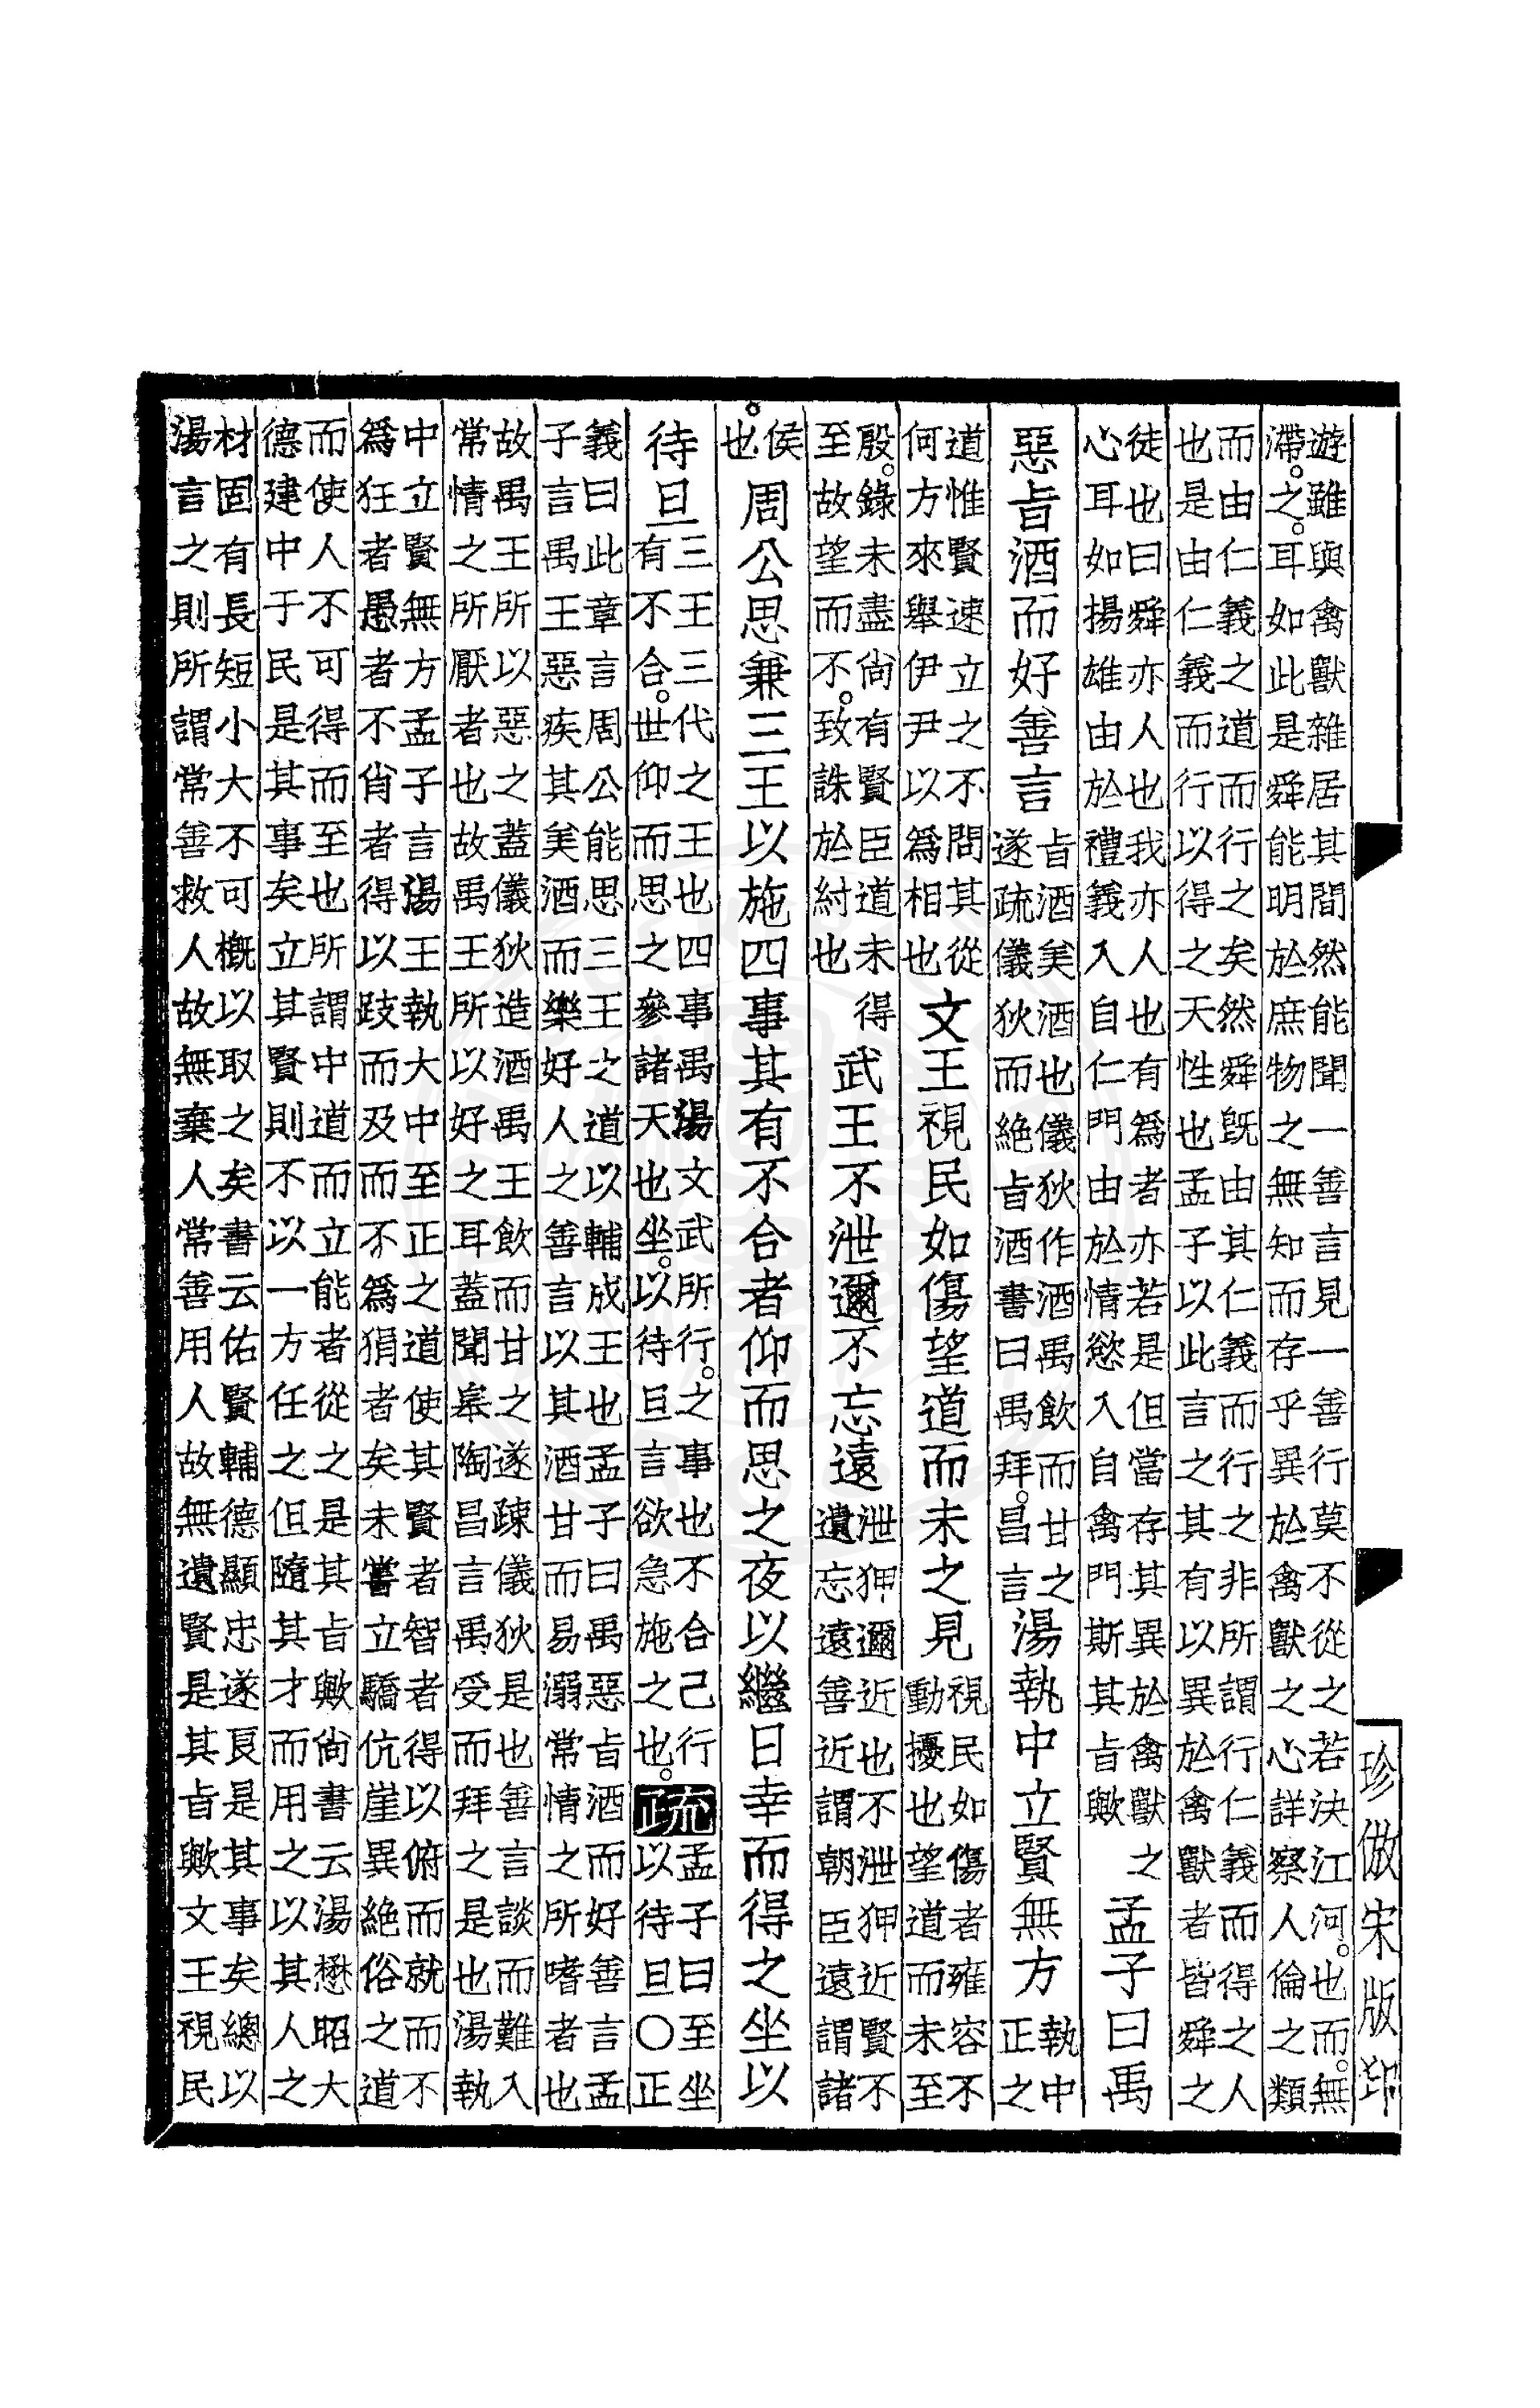 珍倣宋版印
遊雖與禽獸雜居其間然能聞一善言見一善行莫不從之若決江河。也而。無
滯。之。耳如此是舜能明於庶物之無知而存乎異於禽獸之心詳察人倫之類
而由仁義之道而行之矣然舜既由其仁義而行之非所謂行仁義而得之人
也是由仁義而行以得之天性也孟子以此言之其有以異於禽獸者皆舜之
徒也曰舜亦人也我亦人也有爲者亦若是但當存其異於禽獸之
心耳如揚雄由於禮義入自仁門由於情慾入自禽門斯其旨歟
孟子曰禹
惡旨酒而好善言
旨酒美酒也儀狄作酒禹飲而甘之
遂疏儀狄而絕旨酒書曰禹拜。昌言
湯執中立賢無方
執中
正之
道惟賢速立之不問其從
何方來舉伊尹以爲相也
文王視民如傷望道而未之見
視民如傷者雍容不
動擾也望道而未至
殷。錄未盡尚有賢臣道未得
至故望而不。致誅於紂也
武王不泄邇不忘遠
泄狎邇近也不泄狎近賢不
遺忘遠善近謂朝臣遠謂諸
侯
。也
周公思兼三王以施四事其有不合者仰而思之夜以繼日幸而得之坐以
待旦
三王三代之王也四事禹湯文武所行。之事也不合己行
有不合。世仰而思之參諸天也坐。以待旦言欲急施之也。
疏
孟子曰至坐
以待旦○正
義曰此章言周公能思三王之道以輔成王也孟子曰禹惡旨酒而好善言孟
子言禹王惡疾其美酒而樂好人之善言以其酒甘而易溺常情之所嗜者也
故禹王所以惡之蓋儀狄造酒禹王飲而甘之遂疎儀狄是也善言談而難入
常情之所厭者也故禹王所以好之耳蓋聞皋陶昌言禹受而拜之是也湯執
中立賢無方孟子言湯王執大中至正之道使其賢者智者得以俯而就而不
爲狂者愚者不肖者得以跂而及而不爲狷者矣未嘗立驕伉崖異絕俗之道
而使人不可得而至也所謂中道而立能者從之是其旨歟尚書云湯懋昭大
德建中于民是其事矣立其賢則不以一方任之但隨其才而用之以其人之
材固有長短小大不可概以取之矣書云佑賢輔德顯忠遂良是其事矣總以
湯言之則所謂常善救人故無棄人常善用人故無遺賢是其旨歟文王視民